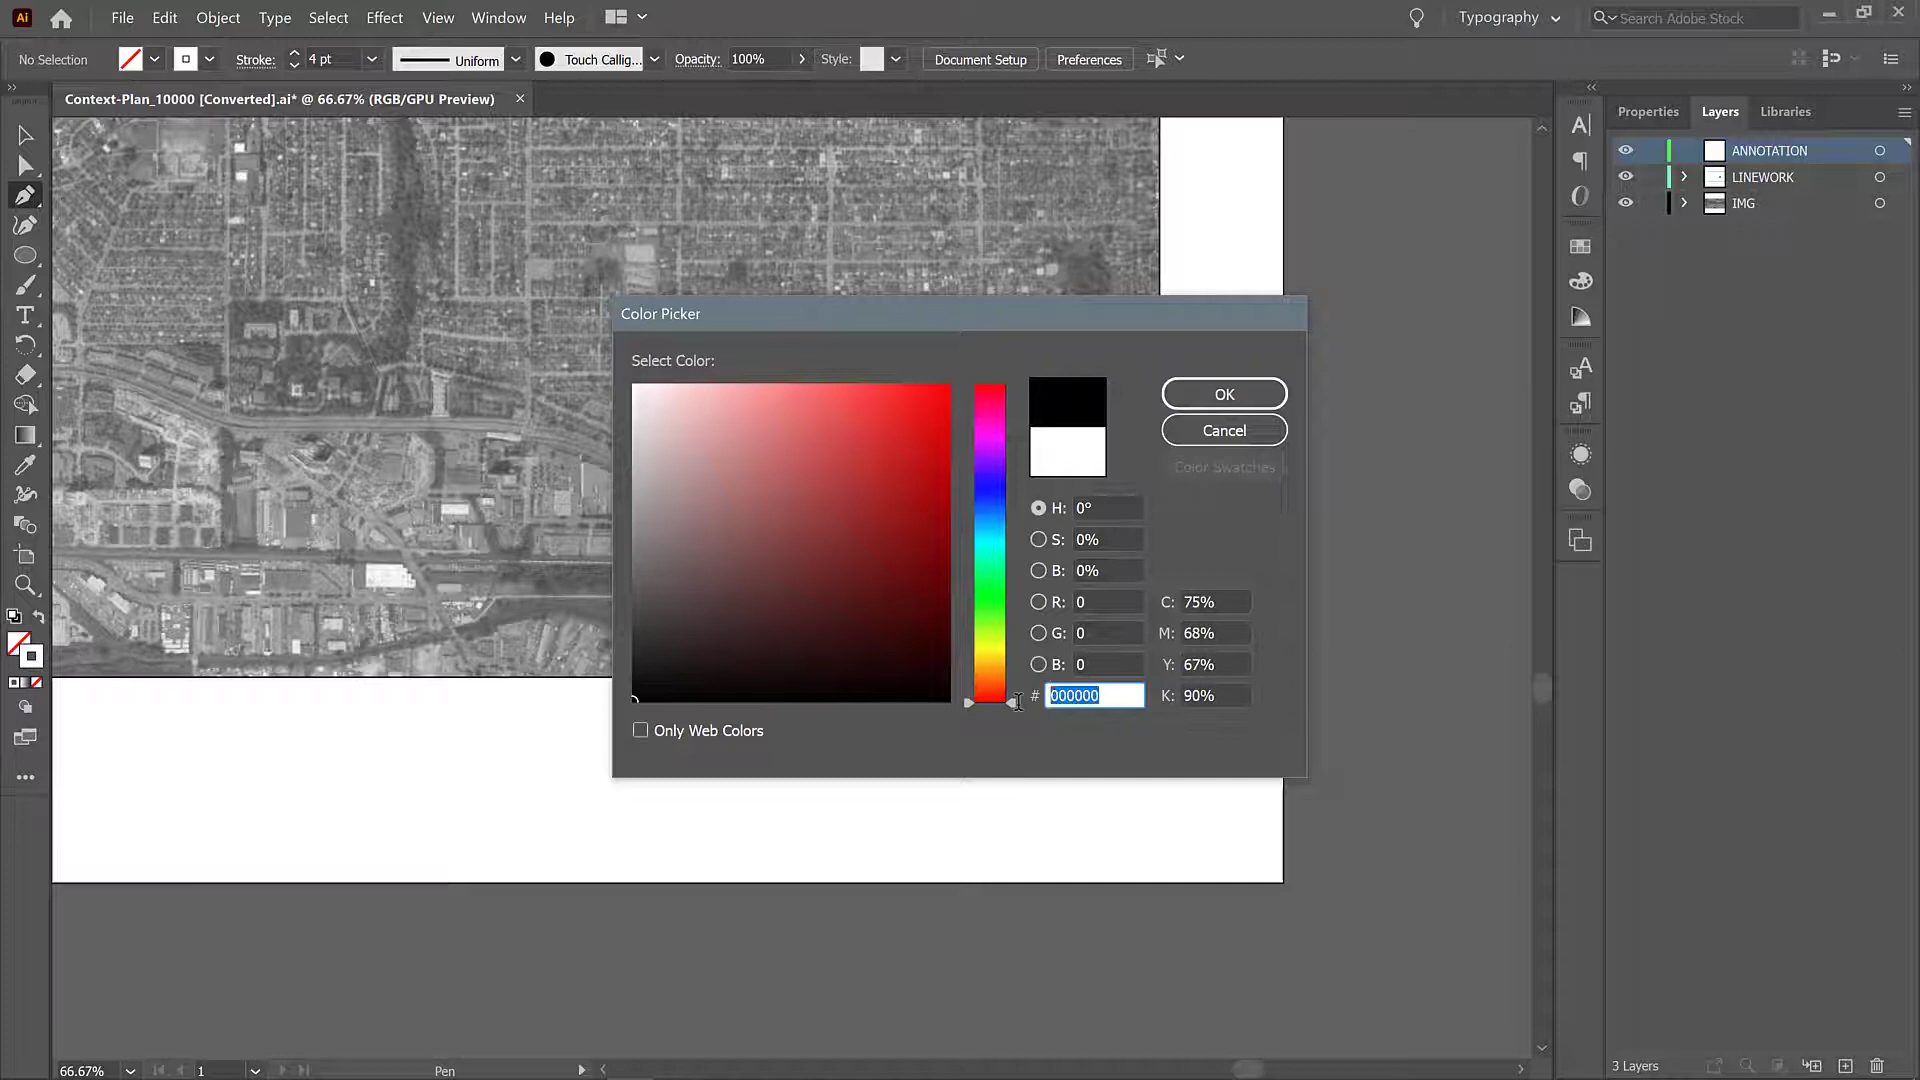 Ai File Edit Object Type Select Effect View Window Help Typography Search Adobe Stock
No Selection Stroke: 4 pt Uniform Touch Callig... Opacity: 100% Style: Document Setup Preferences
Context-Plan_10000 [Converted].ai* @ 66.67% (RGB/GPU Preview)
Properties Layers Libraries
ANNOTATION
LINEWORK
IMG
Color Picker
Select Color:
OK
Cancel
Color Swatches
H: 0°
S: 0%
B: 0%
R: 0 C: 75%
G: 0 M: 68%
B: 0 Y: 67%
# 000000 K: 90%
Only Web Colors
66.67% 1 Pen
3 Layers